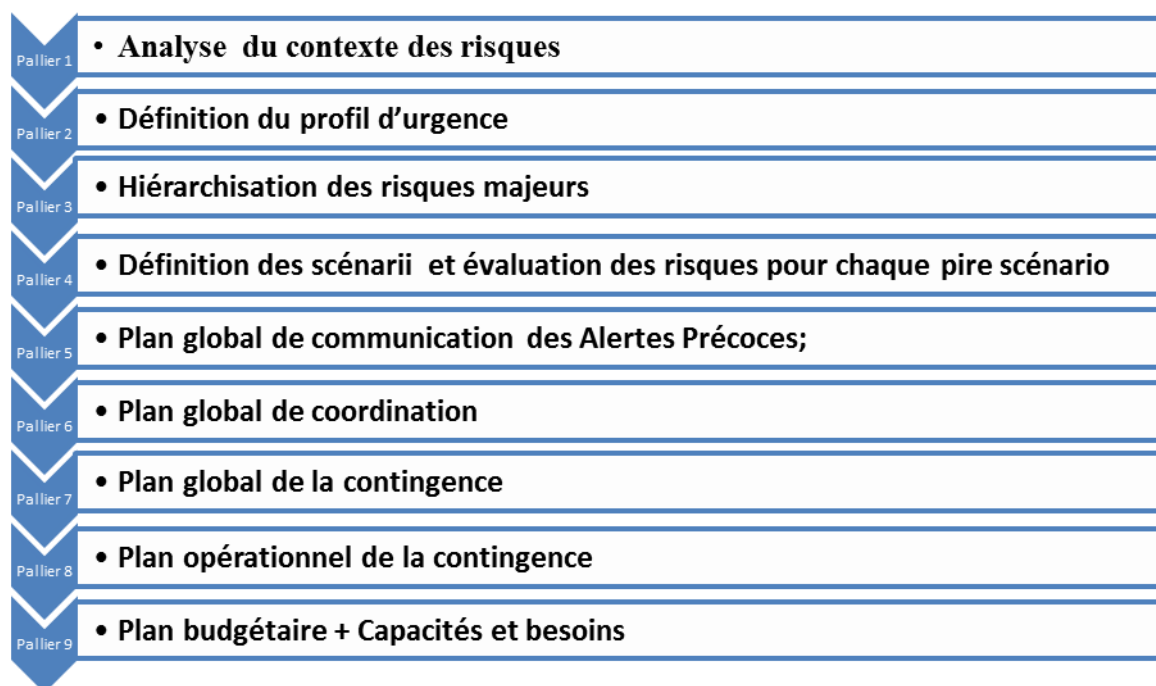 Pallier 1
• Analyse du contexte des risques
Pallier 2
• Définition du profil d’urgence
Pallier 3
• Hiérarchisation des risques majeurs
Pallier 4
• Définition des scénarii et évaluation des risques pour chaque pire scénario
Pallier 5
• Plan global de communication des Alertes Précoces;
Pallier 6
• Plan global de coordination
Pallier 7
• Plan global de la contingence
Pallier 8
• Plan opérationnel de la contingence
Pallier 9
• Plan budgétaire + Capacités et besoins